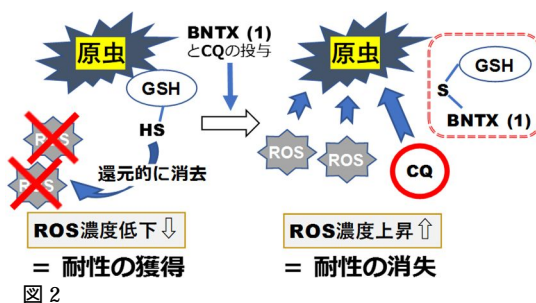 原虫
GSH
HS
ROS
ROS
還元的に消去
ROS濃度低下⇩
= 耐性の獲得
BNTX (1)
とCQの投与
原虫
ROS
ROS
CQ
GSH
S
BNTX (1)
ROS濃度上昇⇧
= 耐性の消失
図 2